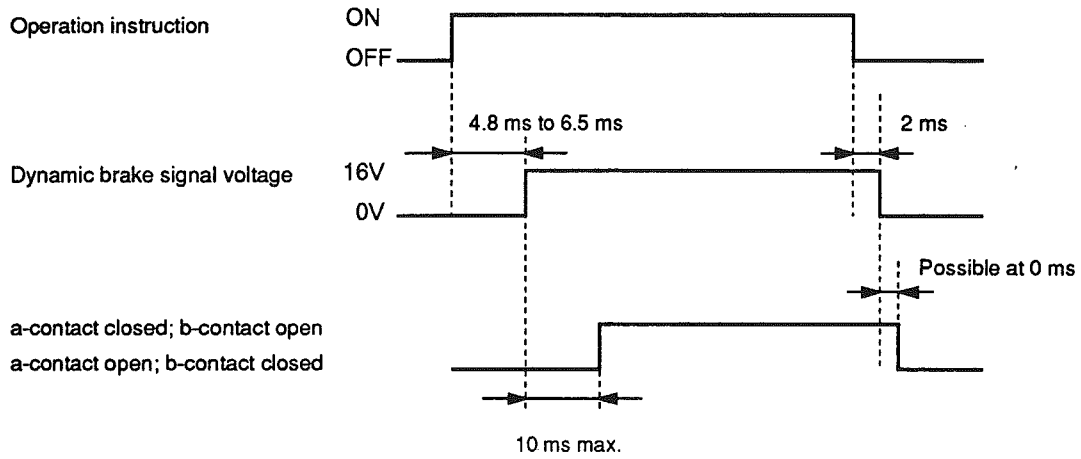 Operation instruction
ON
OFF
4.8 ms to 6.5 ms
2 ms
Dynamic brake signal voltage
16V
0V
Possible at 0 ms
a-contact closed; b-contact open
a-contact open; b-contact closed
10 ms max.